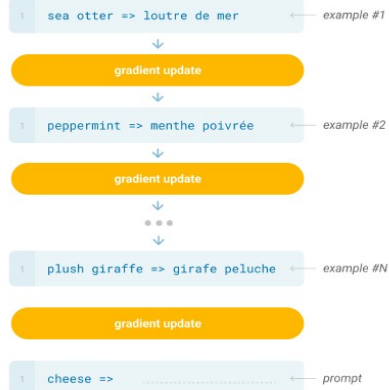 1 sea otter => loutre de mer example #1
gradient update
1 peppermint => menthe poivrée example #2
gradient update
1 plush giraffe => girafe peluche example #N
gradient update
1 cheese => prompt